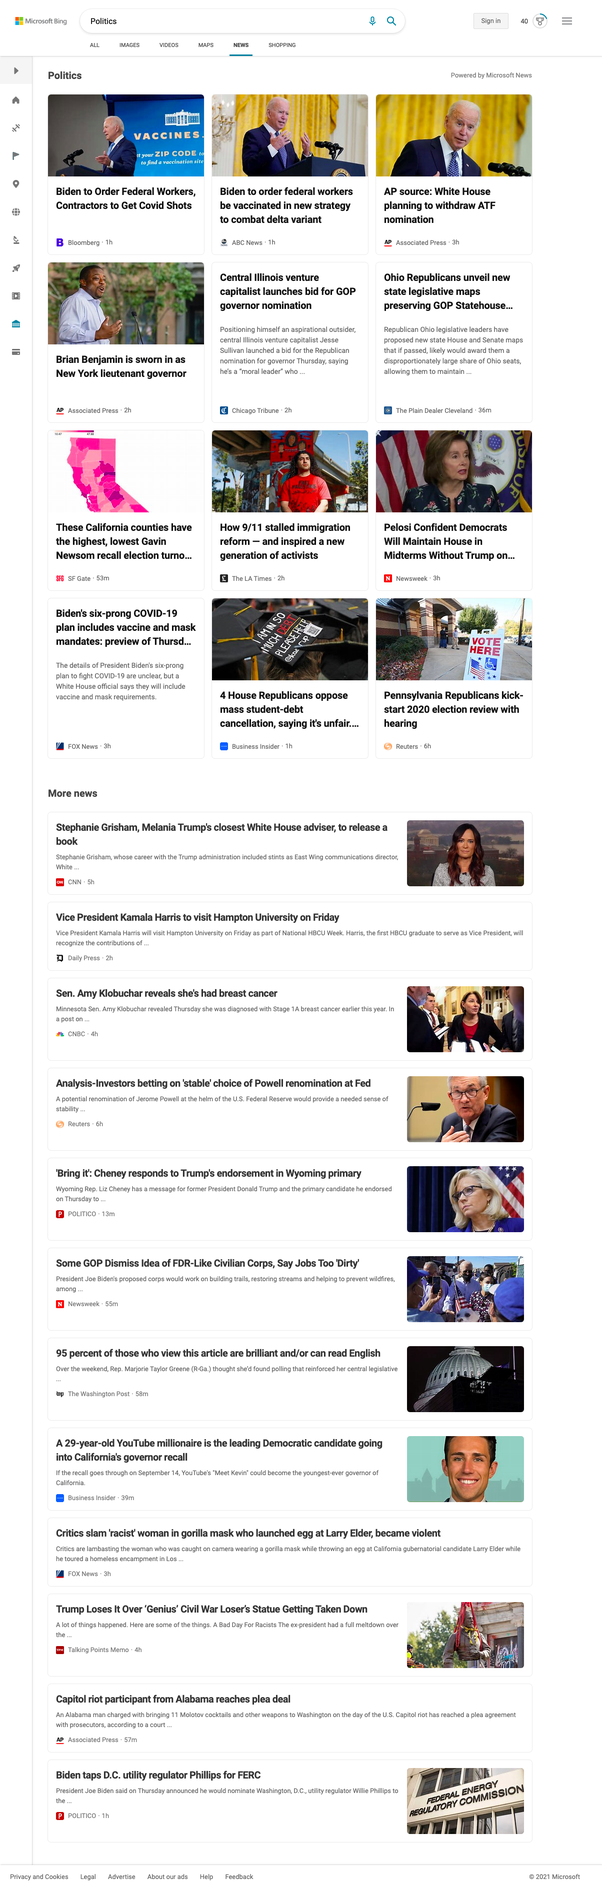 Microsoft Bing
Politics
Sign in
40
ALL
IMAGES
VIDEOS
MAPS
NEWS
SHOPPING
Politics
Powered by Microsoft News
VACCINES.
your ZIP CODE to
to find a vaccination site
Biden to Order Federal Workers,
Contractors to Get Covid Shots
Bloomberg · 1h
Biden to order federal workers
be vaccinated in new strategy
to combat delta variant
ABC News · 1h
AP source: White House
planning to withdraw ATF
nomination
AP
Associated Press · 3h
Brian Benjamin is sworn in as
New York lieutenant governor
AP
Associated Press · 2h
Central Illinois venture
capitalist launches bid for GOP
governor nomination
Positioning himself an aspirational outsider,
central Illinois venture capitalist Jesse
Sullivan launched a bid for the Republican
nomination for governor Thursday, saying
he's a "moral leader" who ...
Chicago Tribune · 2h
Ohio Republicans unveil new
state legislative maps
preserving GOP Statehouse...
Republican Ohio legislative leaders have
proposed new state House and Senate maps
that if passed, likely would award them a
disproportionately large share of Ohio seats,
allowing them to maintain ...
The Plain Dealer Cleveland · 36m
These California counties have
the highest, lowest Gavin
Newsom recall election turno...
SF Gate · 53m
How 9/11 stalled immigration
reform — and inspired a new
generation of activists
The LA Times · 2h
Pelosi Confident Democrats
Will Maintain House in
Midterms Without Trump on...
N
Newsweek · 3h
Biden's six-prong COVID-19
plan includes vaccine and mask
mandates: preview of Thursd...
The details of President Biden's six-prong
plan to fight COVID-19 are unclear, but a
White House official says they will include
vaccine and mask requirements.
FOX News · 3h
AM IN SO
MUCH DEBT
PLEASE HELP
4 House Republicans oppose
mass student-debt
cancellation, saying it's unfair....
Business Insider · 1h
VOTE
HERE
Pennsylvania Republicans kick-
start 2020 election review with
hearing
Reuters · 6h
More news
Stephanie Grisham, Melania Trump's closest White House adviser, to release a
book
Stephanie Grisham, whose career with the Trump administration included stints as East Wing communications director,
White ...
CNN · 5h
Vice President Kamala Harris to visit Hampton University on Friday
Vice President Kamala Harris will visit Hampton University on Friday as part of National HBCU Week. Harris, the first HBCU graduate to serve as Vice President, will
recognize the contributions of ...
Daily Press · 2h
Sen. Amy Klobuchar reveals she's had breast cancer
Minnesota Sen. Amy Klobuchar revealed Thursday she was diagnosed with Stage 1A breast cancer earlier this year. In
a post on ...
CNBC · 4h
Analysis-Investors betting on 'stable' choice of Powell renomination at Fed
A potential renomination of Jerome Powell at the helm of the U.S. Federal Reserve would provide a needed sense of
stability ...
Reuters · 6h
'Bring it': Cheney responds to Trump's endorsement in Wyoming primary
Wyoming Rep. Liz Cheney has a message for former President Donald Trump and the primary candidate he endorsed
on Thursday to ...
P
POLITICO · 13m
Some GOP Dismiss Idea of FDR-Like Civilian Corps, Say Jobs Too 'Dirty'
President Joe Biden's proposed corps would work on building trails, restoring streams and helping to prevent wildfires,
among ...
N
Newsweek · 55m
95 percent of those who view this article are brilliant and/or can read English
Over the weekend, Rep. Marjorie Taylor Greene (R-Ga.) thought she'd found polling that reinforced her central legislative
...
wp
The Washington Post · 58m
A 29-year-old YouTube millionaire is the leading Democratic candidate going
into California's governor recall
If the recall goes through on September 14, YouTube's "Meet Kevin" could become the youngest-ever governor of
California.
Business Insider · 39m
Critics slam 'racist' woman in gorilla mask who launched egg at Larry Elder, became violent
Critics are lambasting the woman who was caught on camera wearing a gorilla mask while throwing an egg at California gubernatorial candidate Larry Elder while
he toured a homeless encampment in Los ...
FOX News · 3h
Trump Loses It Over 'Genius' Civil War Loser's Statue Getting Taken Down
A lot of things happened. Here are some of the things. A Bad Day For Racists The ex-president had a full meltdown over
the ...
Talking Points Memo · 4h
Capitol riot participant from Alabama reaches plea deal
An Alabama man charged with bringing 11 Molotov cocktails and other weapons to Washington on the day of the U.S. Capitol riot has reached a plea agreement
with prosecutors, according to a court ...
AP
Associated Press · 57m
Biden taps D.C. utility regulator Phillips for FERC
President Joe Biden said on Thursday announced he would nominate Washington, D.C., utility regulator Willie Phillips to
the ...
P
POLITICO · 1h
FEDERAL ENERGY
REGULATORY COMMISSION
Privacy and Cookies
Legal
Advertise
About our ads
Help
Feedback
© 2021 Microsoft